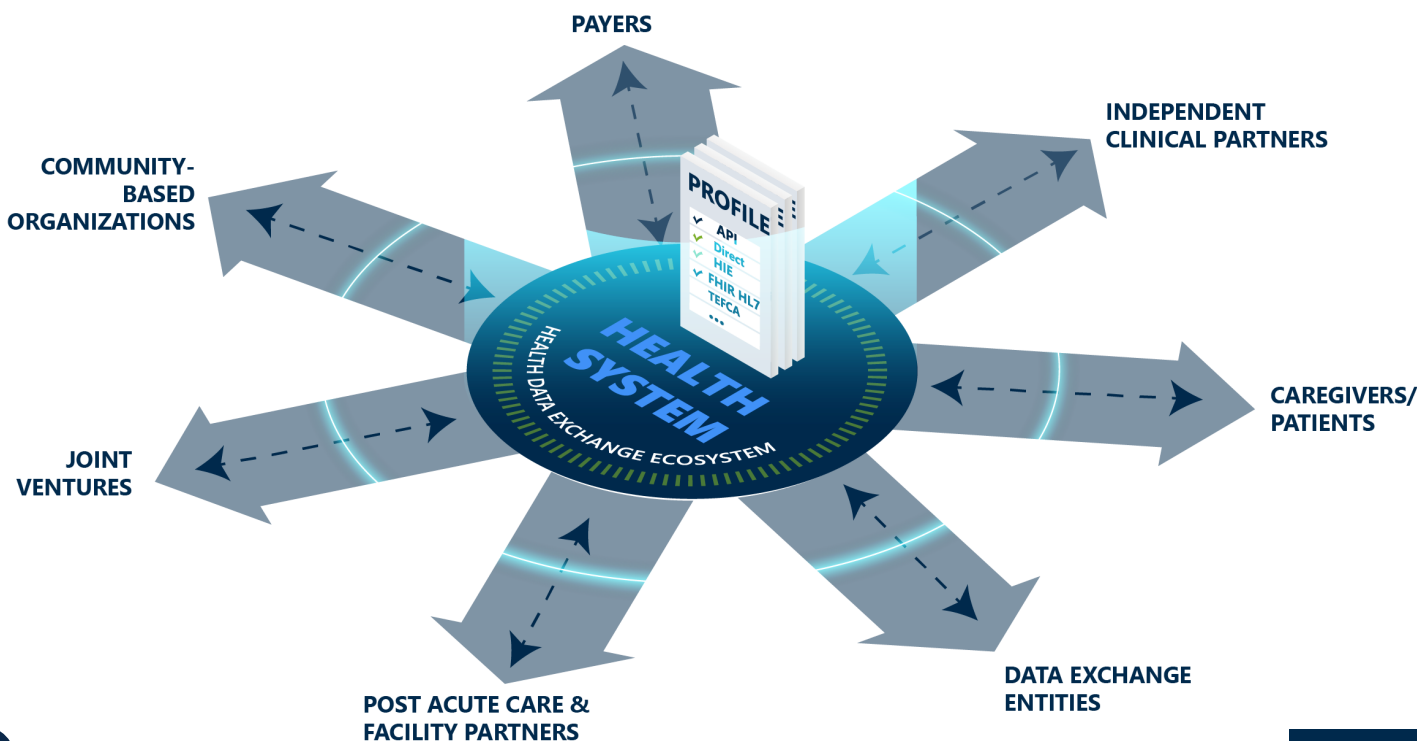 PAYERS
INDEPENDENT
CLINICAL PARTNERS
COMMUNITY-
BASED
ORGANIZATIONS
PROFILE
API
Direct
HIE
FHIR HL7
TEFCA
...
HEALTH
SYSTEM
HEALTH DATA EXCHANGE ECOSYSTEM
CAREGIVERS/
PATIENTS
JOINT
VENTURES
DATA EXCHANGE
ENTITIES
POST ACUTE CARE &
FACILITY PARTNERS